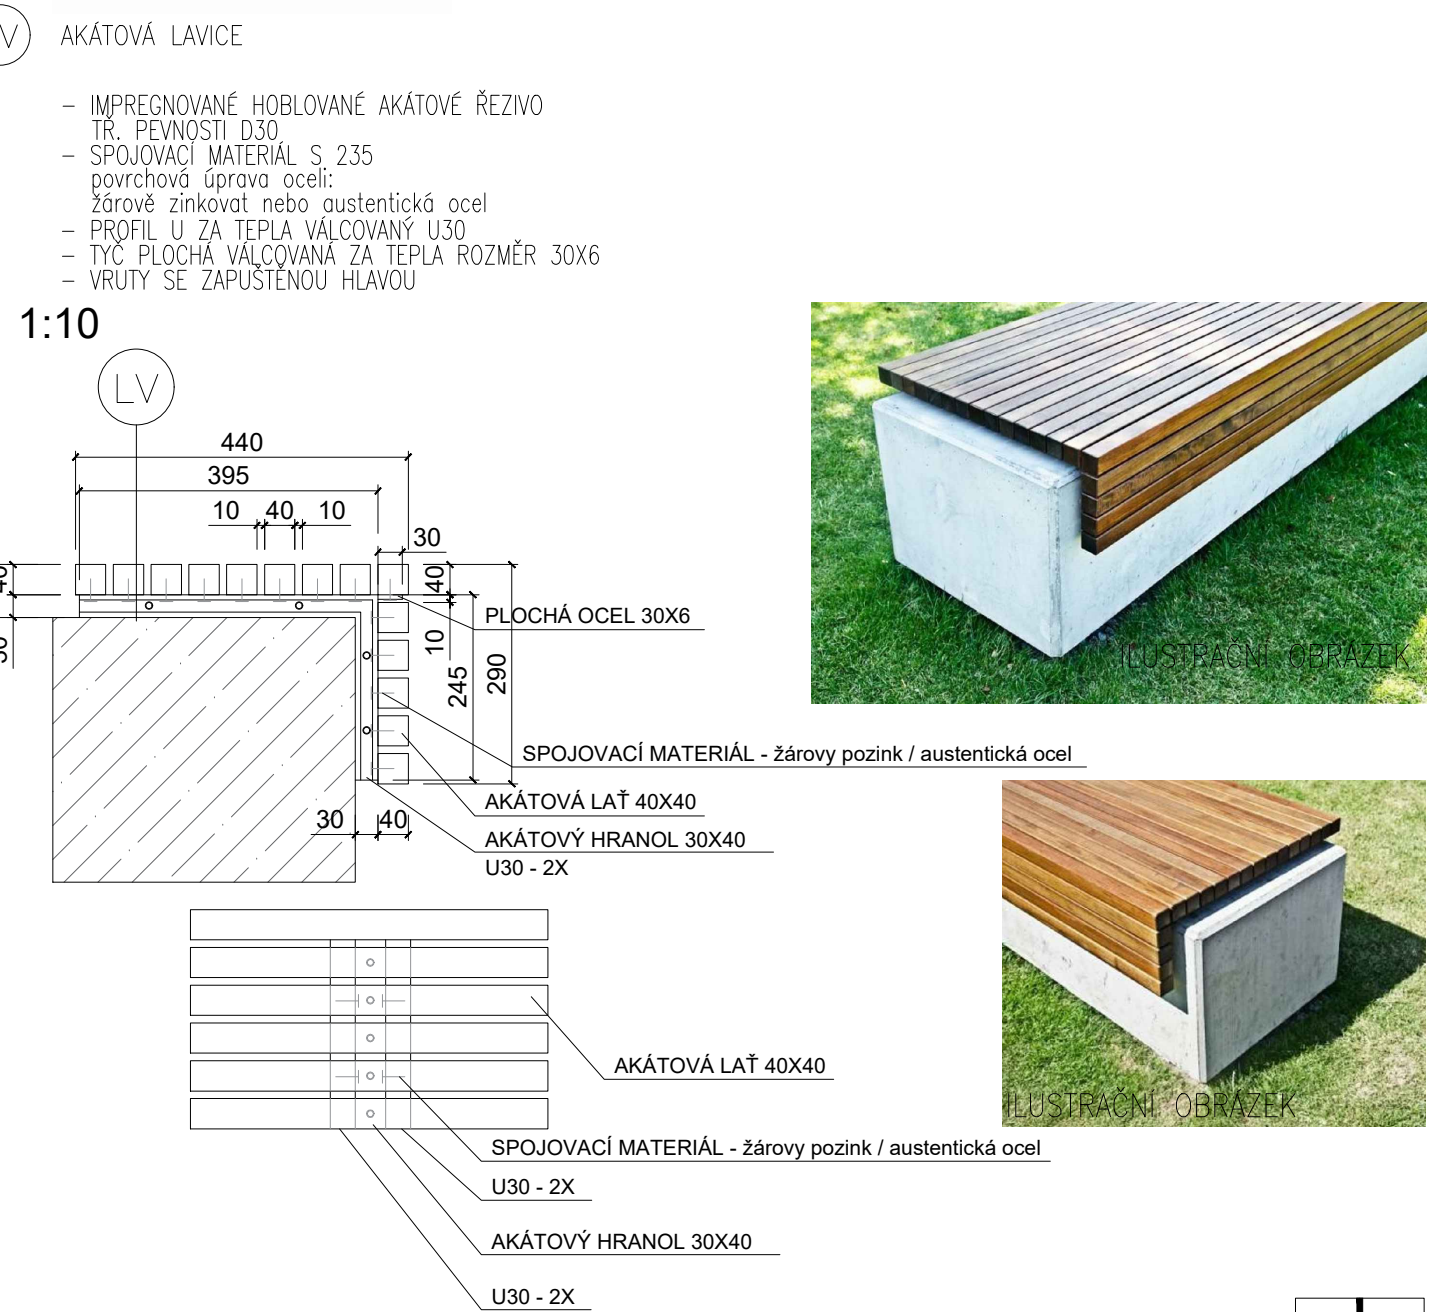 V
AKÁTOVÁ LAVICE
- IMPREGNOVANÉ HOBLOVANÉ AKÁTOVÉ ŘEZIVO
TŘ. PEVNOSTI D30
- SPOJOVACÍ MATERIÁL S 235
povrchová úprava oceli:
žárově zinkovat nebo austentická ocel
- PROFIL U ZA TEPLA VÁLCOVANÝ U30
- TYČ PLOCHÁ VÁLCOVANÁ ZA TEPLA ROZMĚR 30X6
- VRUTY SE ZAPUŠTĚNOU HLAVOU
1:10
LV
440
395
10 40 10
30
40
40
30
10
245
290
PLOCHÁ OCEL 30X6
ILUSTRAČNÍ OBRÁZEK
SPOJOVACÍ MATERIÁL - žárovy pozink / austentická ocel
AKÁTOVÁ LAŤ 40X40
30 40
AKÁTOVÝ HRANOL 30X40
U30 - 2X
AKÁTOVÁ LAŤ 40X40
ILUSTRAČNÍ OBRÁZEK
SPOJOVACÍ MATERIÁL - žárovy pozink / austentická ocel
U30 - 2X
AKÁTOVÝ HRANOL 30X40
U30 - 2X